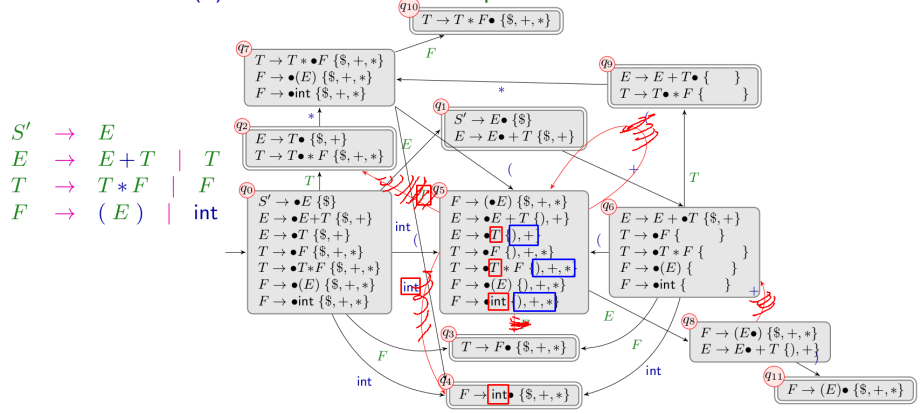 q10
T → T * F• {$, +, *}
F
q7
T → T * •F {$, +, *}
F → •(E) {$, +, *}
F → •int {$, +, *}
q9
E → E + T• { }
T → T• * F { }
*
q1
S′ → E• {$}
E → E• + T {$, +}
*
q2
E → T• {$, +}
T → T• * F {$, +, *}
E
(
+
T
S′ → E
E → E + T | T
T → T * F | F
F → ( E ) | int
T
q0
S′ → •E {$}
E → •E+T {$, +}
E → •T {$, +}
T → •F {$, +, *}
T → •T*F {$, +, *}
F → •(E) {$, +, *}
F → •int {$, +, *}
int
(
int
q5
F → (•E) {$, +, *}
E → •E + T {), +}
E → •T {), +}
T → •F {), +, *}
T → •T * F {), +, *}
F → •(E) {), +, *}
F → •int {), +, *}
(
q6
E → E + •T {$, +}
T → •F { }
T → •T * F { }
F → •(E) { }
F → •int { }
+
E
q8
F → (E•) {$, +, *}
E → E• + T {), +}
)
q3
T → F• {$, +, *}
F
F
int
int
q4
F → int• {$, +, *}
q11
F → (E)• {$, +, *}